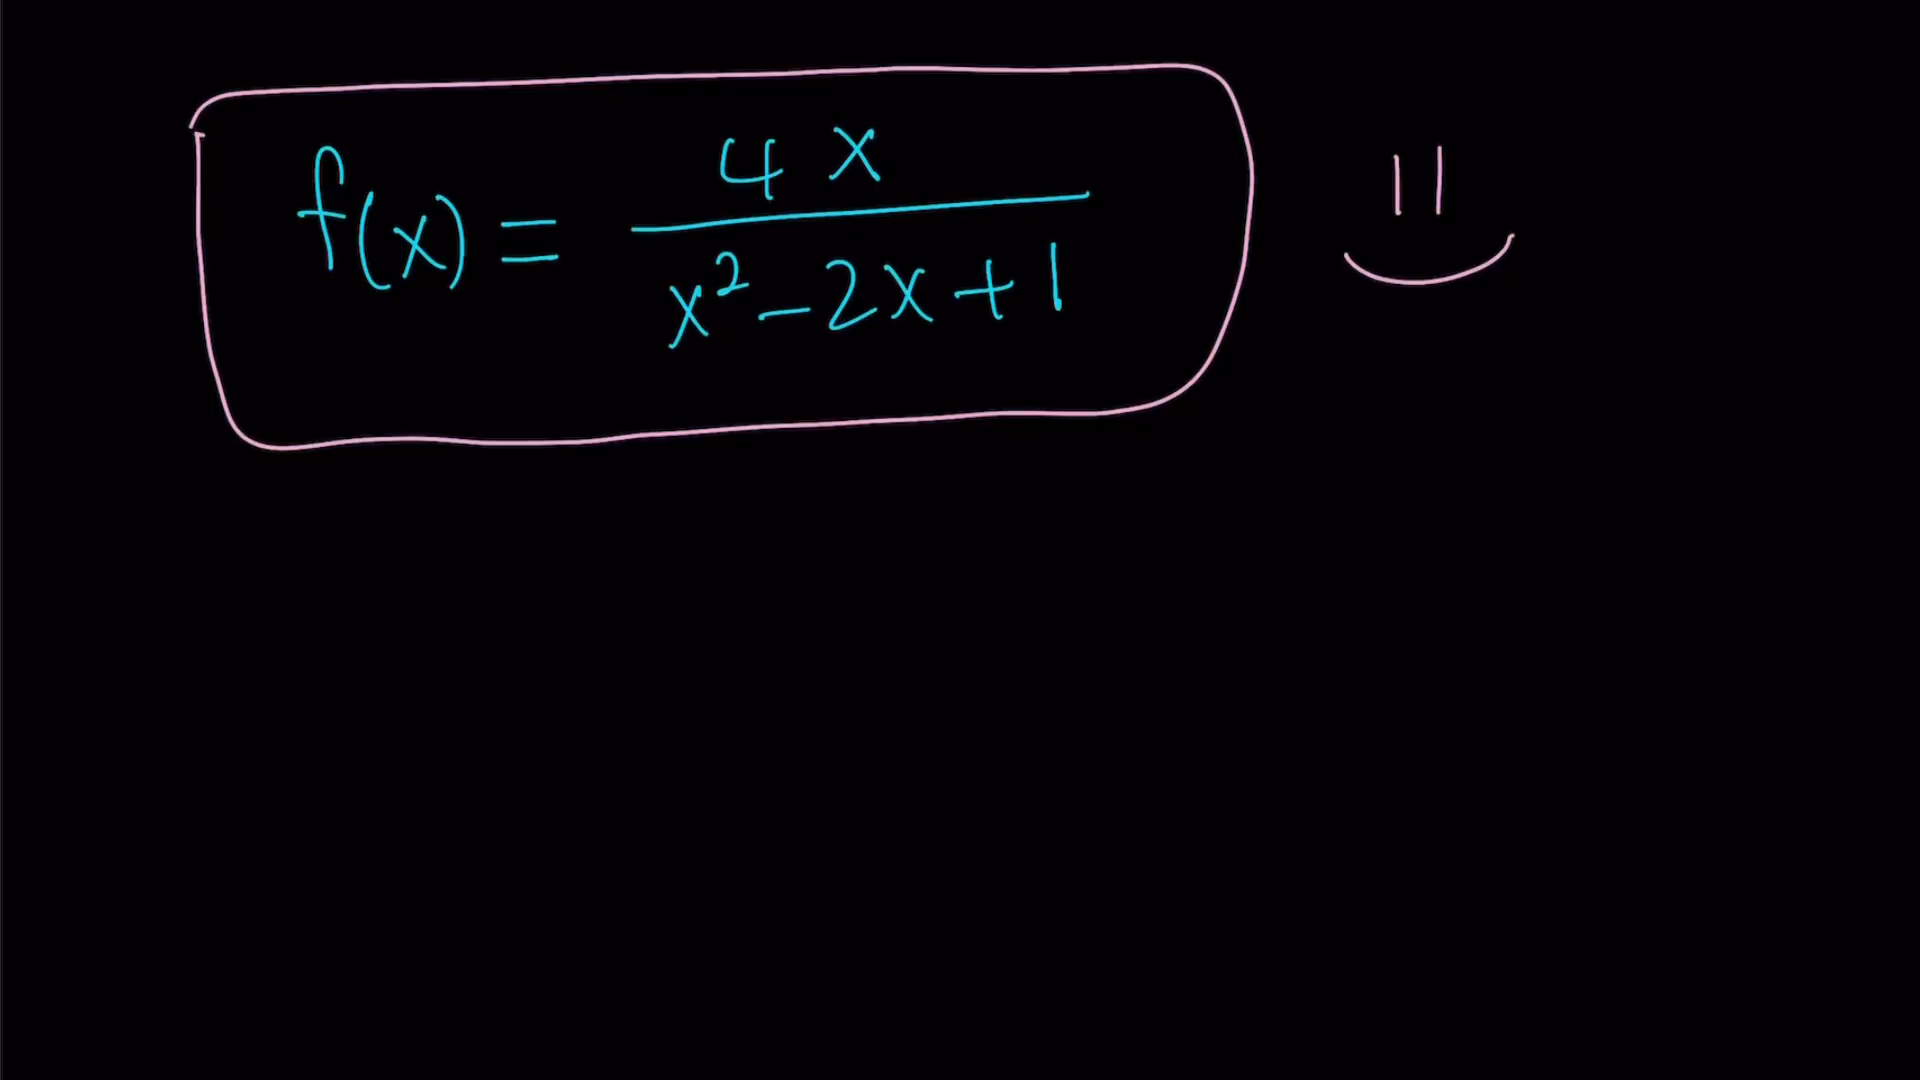 f(x) = 4x / x² - 2x + 1